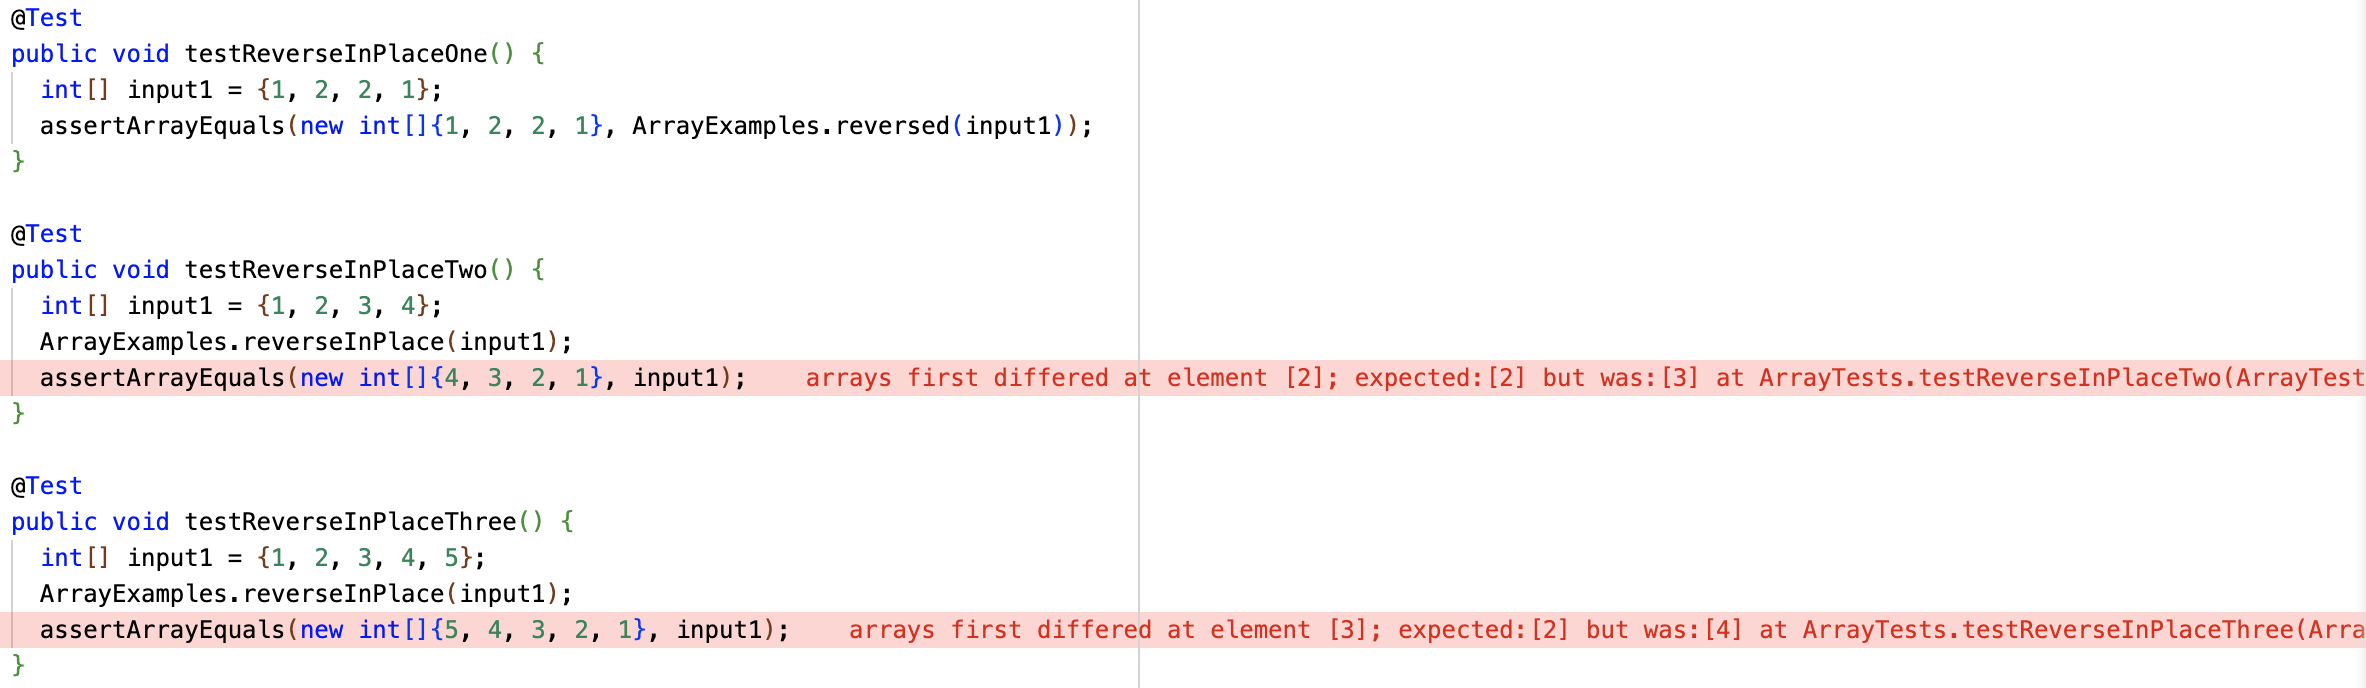 @Test
public void testReverseInPlaceOne() {
  int[] input1 = {1, 2, 2, 1};
  assertArrayEquals(new int[]{1, 2, 2, 1}, ArrayExamples.reversed(input1));
}
@Test
public void testReverseInPlaceTwo() {
  int[] input1 = {1, 2, 3, 4};
  ArrayExamples.reverseInPlace(input1);
  assertArrayEquals(new int[]{4, 3, 2, 1}, input1);    arrays first differed at element [2]; expected:[2] but was:[3] at ArrayTests.testReverseInPlaceTwo(ArrayTest
}
@Test
public void testReverseInPlaceThree() {
  int[] input1 = {1, 2, 3, 4, 5};
  ArrayExamples.reverseInPlace(input1);
  assertArrayEquals(new int[]{5, 4, 3, 2, 1}, input1);    arrays first differed at element [3]; expected:[2] but was:[4] at ArrayTests.testReverseInPlaceThree(Arra
}